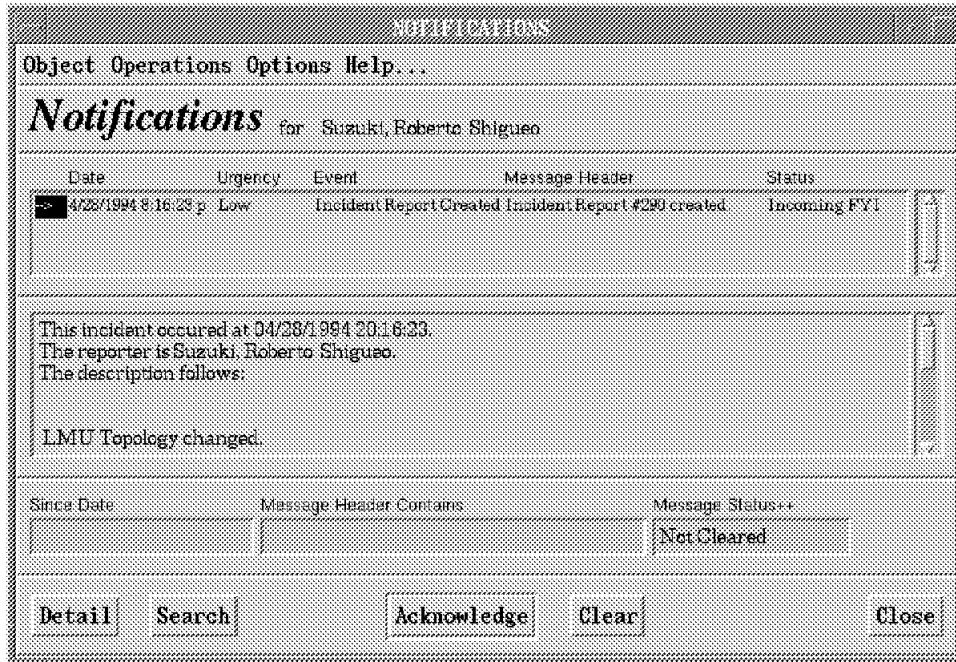 NOTIFICATIONS
Object Operations Options Help...
Notifications for Suzuki, Roberto Shigueo
Date Urgency Event Message Header Status
-> 4/28/1994 8:16:23 p Low Incident Report Created Incident Report #290 created Incoming FYI
This incident occured at 04/28/1994 20:16:23.
The reporter is Suzuki, Roberto Shigueo.
The description follows:
LMU Topology changed.
Since Date Message Header Contains Message Status++
Not Cleared
Detail Search Acknowledge Clear Close